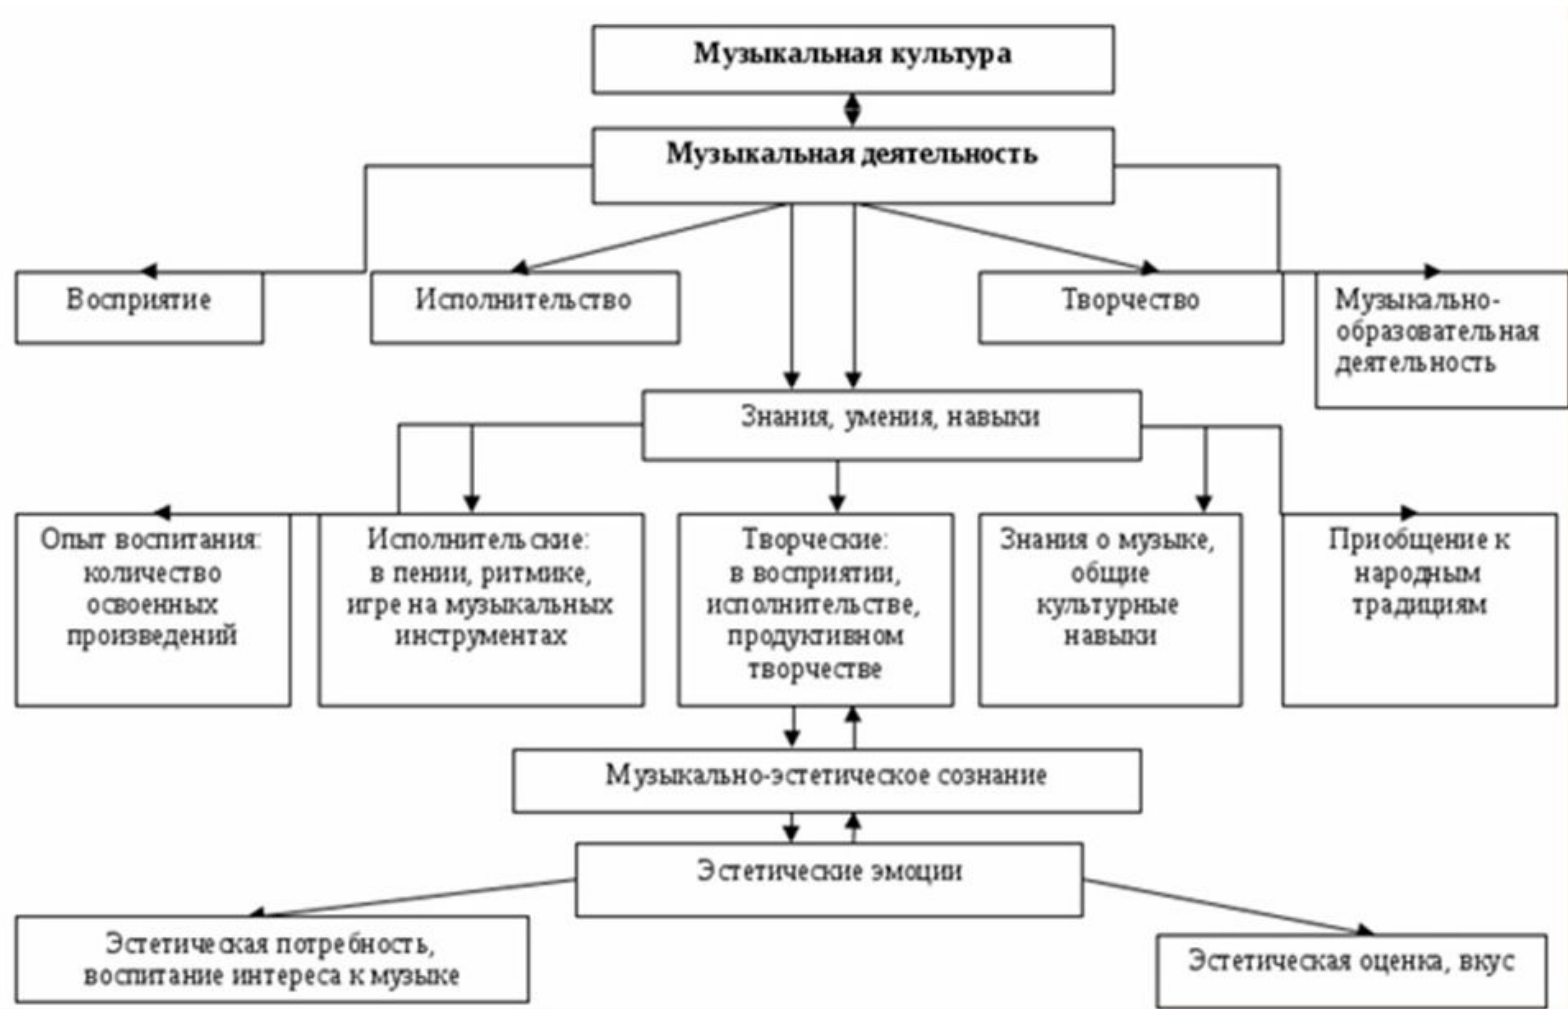 Музыкальная культура
Музыкальная деятельность
Восприятие
Исполнительство
Творчество
Музыкально-
образовательная
деятельность
Знания, умения, навыки
Опыт воспитания:
количество
освоенных
произведений
Исполнительские:
в пении, ритмике,
игре на музыкальных
инструментах
Творческие:
в восприятии,
исполнительстве,
продуктивном
творчестве
Знания о музыке,
общие
культурные
навыки
Приобщение к
народным
традициям
Музыкально-эстетическое сознание
Эстетические эмоции
Эстетическая потребность,
воспитание интереса к музыке
Эстетическая оценка, вкус